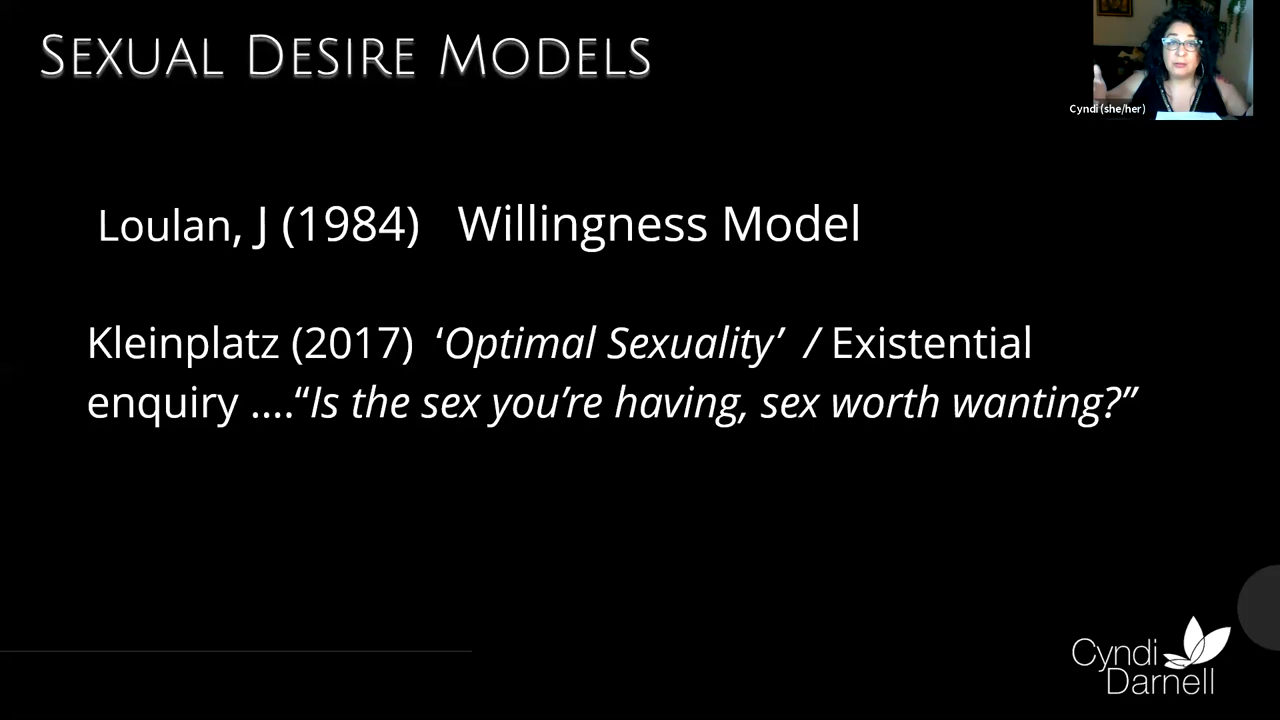 SEXUAL DESIRE MODELS
Cyndi (she/her)
Loulan, J (1984) Willingness Model
Kleinplatz (2017) ‘Optimal Sexuality’ / Existential
enquiry ....“Is the sex you’re having, sex worth wanting?”
Cyndi
Darnell